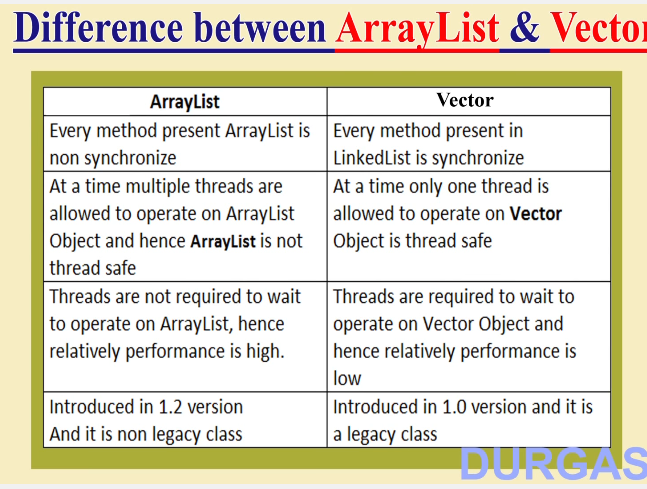 Difference between ArrayList & Vector
ArrayList
Vector
Every method present ArrayList is
non synchronize
Every method present in
LinkedList is synchronize
At a time multiple threads are
allowed to operate on ArrayList
Object and hence ArrayList is not
thread safe
At a time only one thread is
allowed to operate on Vector
Object is thread safe
Threads are not required to wait
to operate on ArrayList, hence
relatively performance is high.
Threads are required to wait to
operate on Vector Object and
hence relatively performance is
low
Introduced in 1.2 version
And it is non legacy class
Introduced in 1.0 version and it is
a legacy class
DURGAS